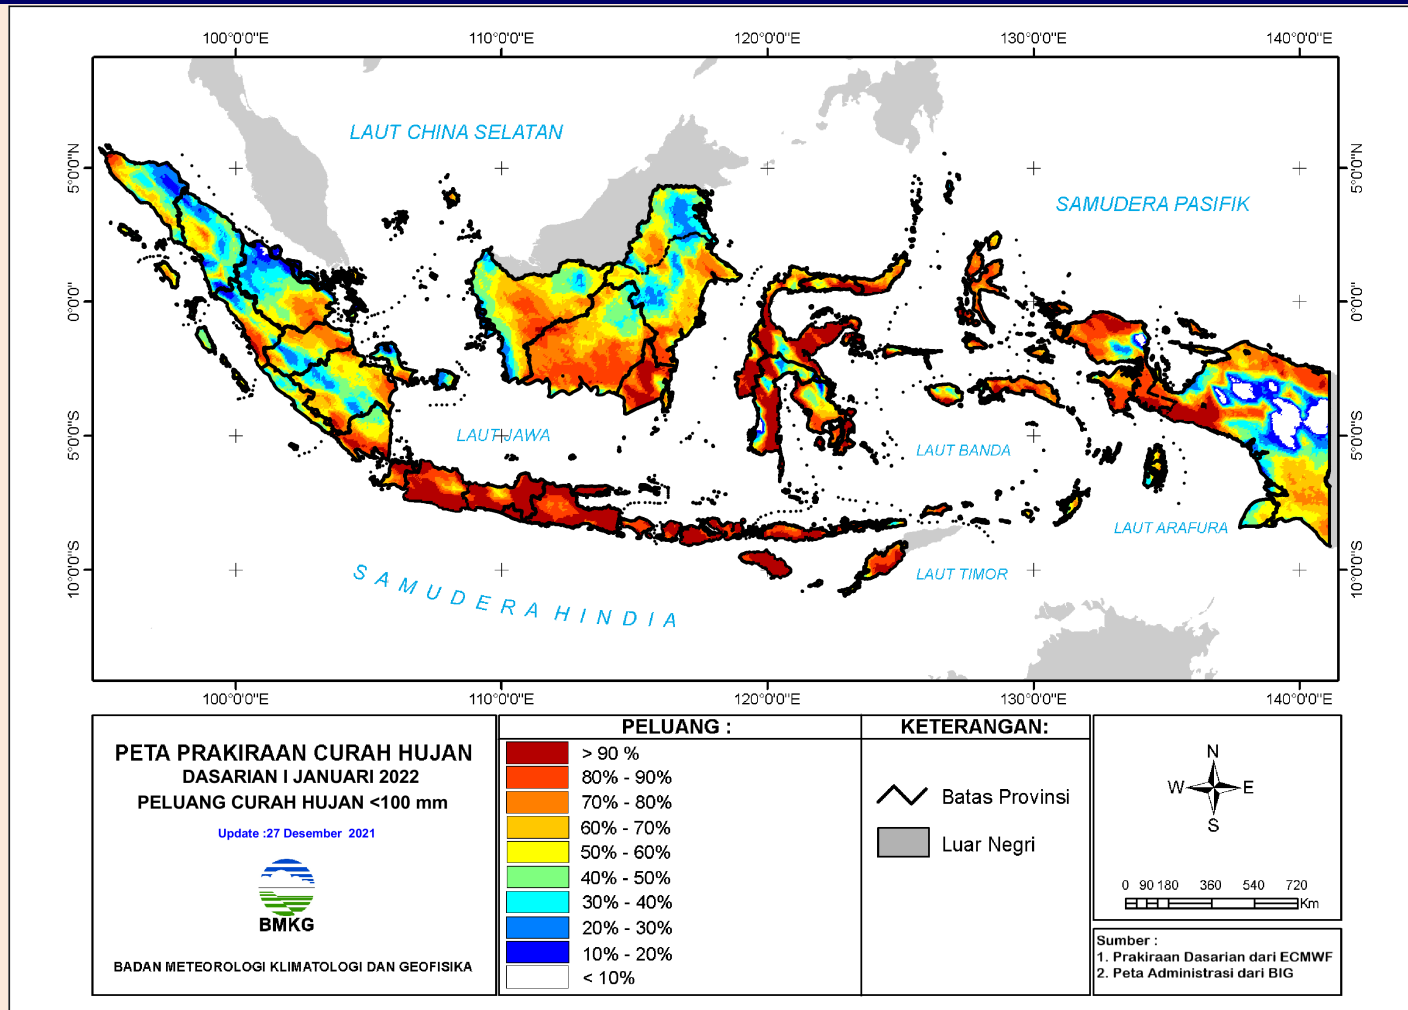 100°0'0"E 110°0'0"E 120°0'0"E 130°0'0"E 140°0'0"E
LAUT CHINA SELATAN
5°0'0"N 5°0'0"N
SAMUDERA PASIFIK
0°0'0" 0°0'0"
LAUT JAWA
5°0'0"S 5°0'0"S
LAUT BANDA
LAUT ARAFURA
10°0'0"S 10°0'0"S
LAUT TIMOR
SAMUDERA HINDIA
100°0'0"E 110°0'0"E 120°0'0"E 130°0'0"E 140°0'0"E
PETA PRAKIRAAN CURAH HUJAN
DASARIAN I JANUARI 2022
PELUANG CURAH HUJAN <100 mm
Update :27 Desember 2021
BMKG
BADAN METEOROLOGI KLIMATOLOGI DAN GEOFISIKA
PELUANG :
> 90 %
80% - 90%
70% - 80%
60% - 70%
50% - 60%
40% - 50%
30% - 40%
20% - 30%
10% - 20%
< 10%
KETERANGAN:
Batas Provinsi
Luar Negri
N
W E
S
0 90 180 360 540 720
Km
Sumber :
1. Prakiraan Dasarian dari ECMWF
2. Peta Administrasi dari BIG